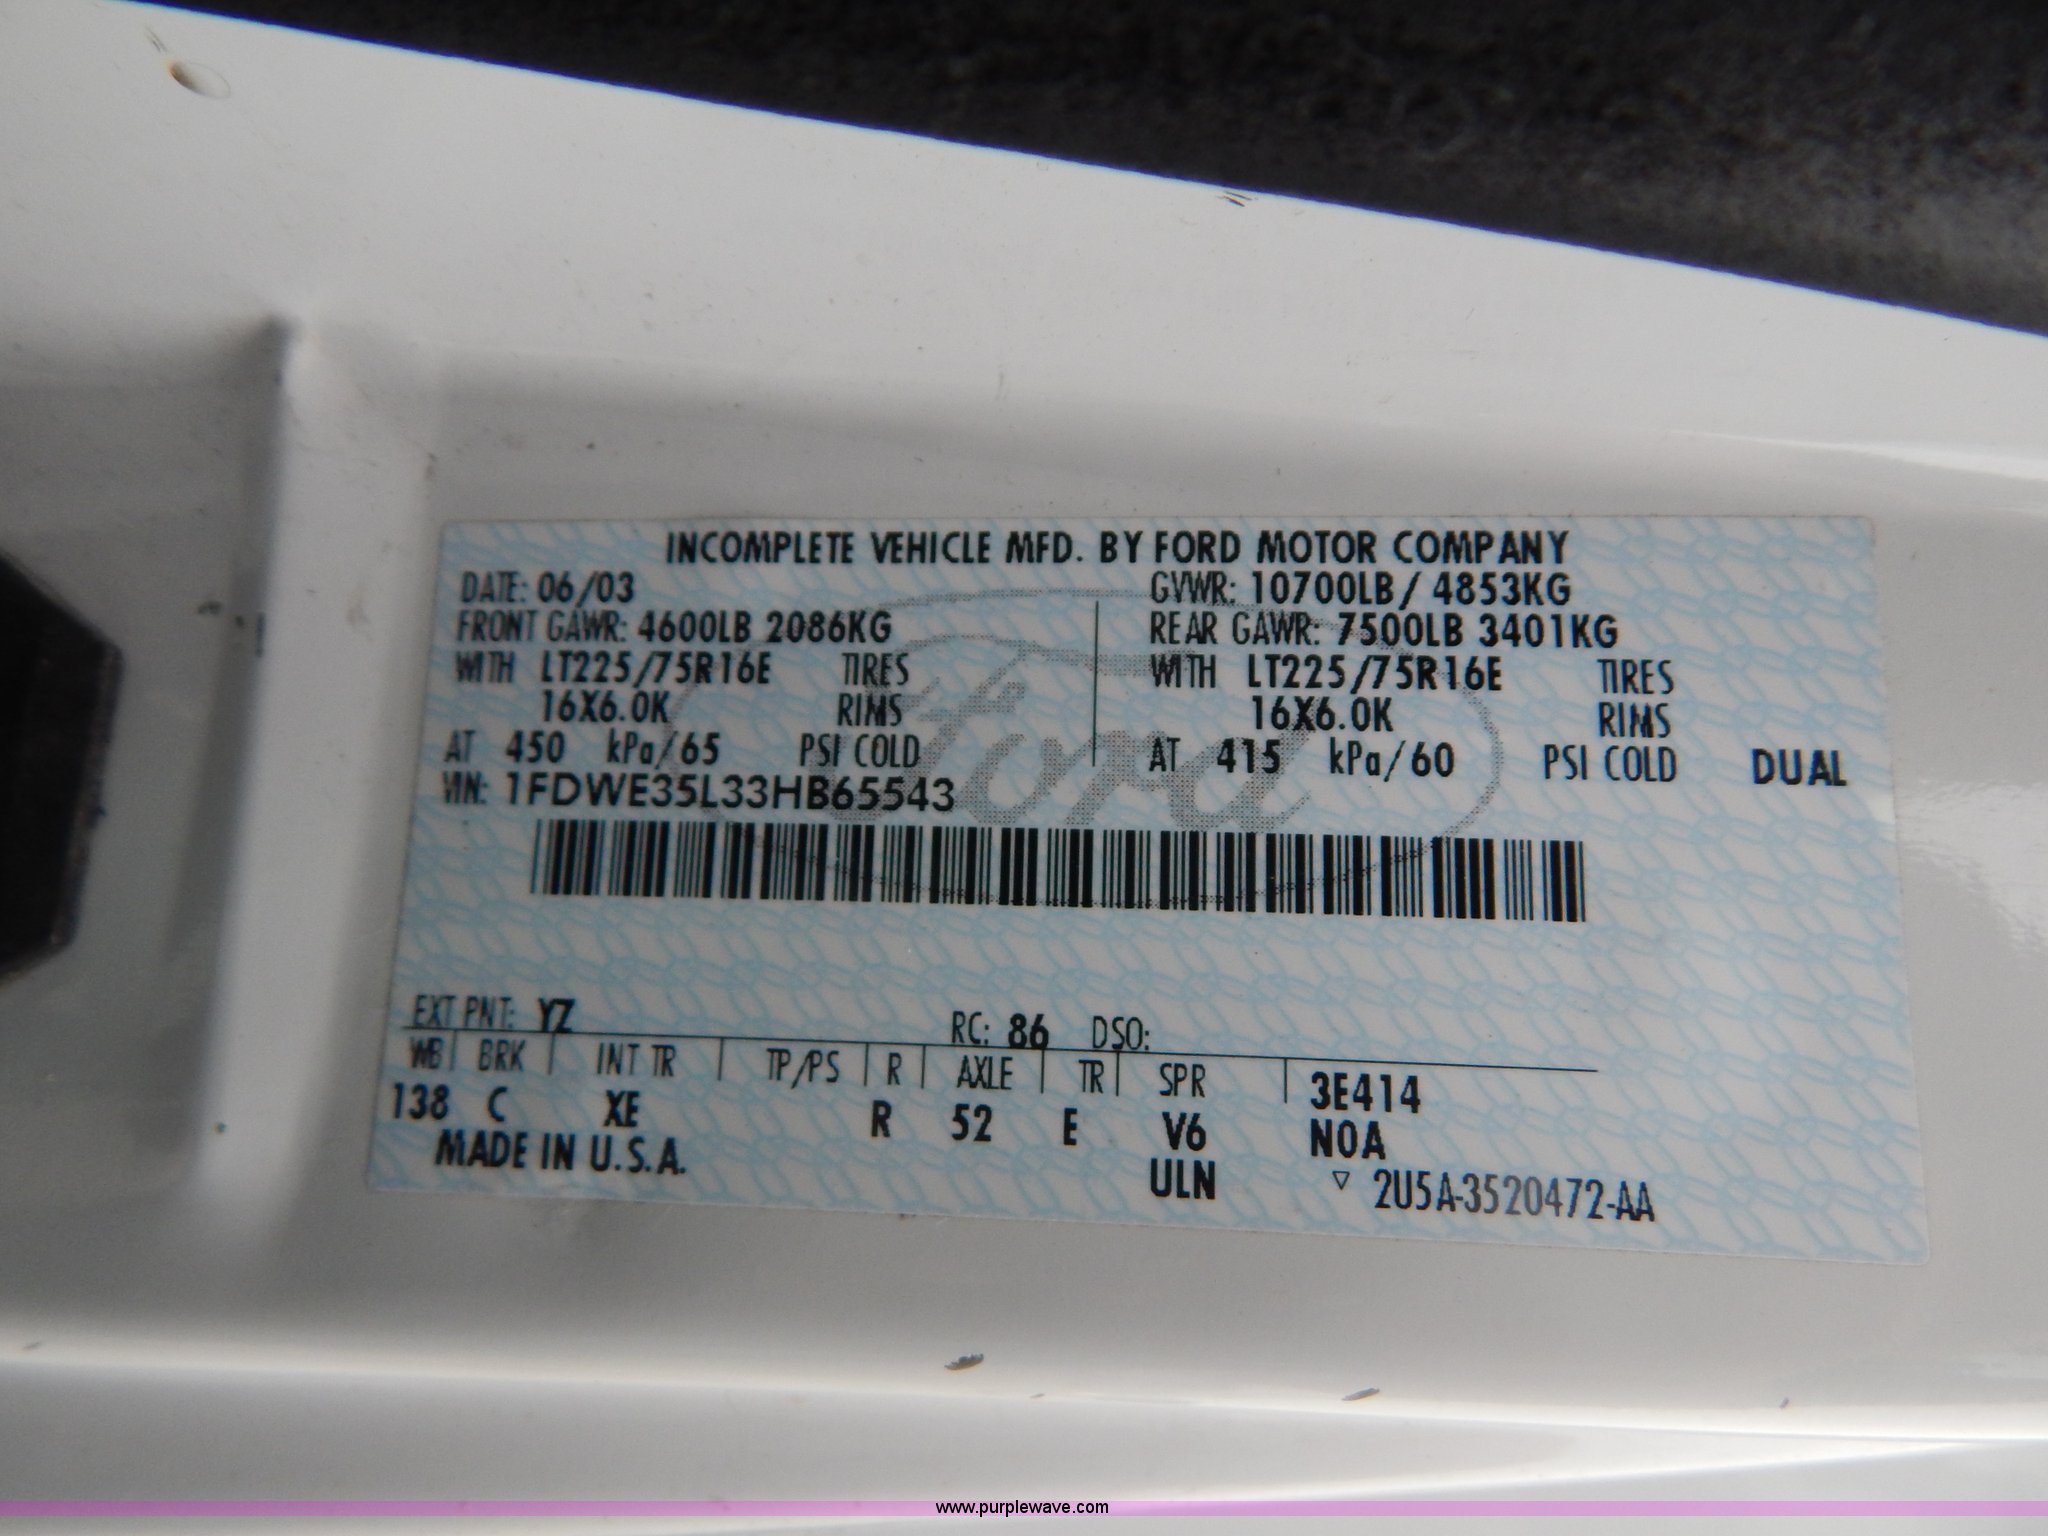 INCOMPLETE VEHICLE MFD. BY FORD MOTOR COMPANY
DATE: 06/03 GVWR: 10700LB / 4853KG
FRONT GAWR: 4600LB 2086KG REAR GAWR: 7500LB 3401KG
WITH LT225/75R16E TIRES WITH LT225/75R16E TIRES
16X6.0K RIMS 16X6.0K RIMS
AT 450 kPa/65 PSI COLD AT 415 kPa/60 PSI COLD DUAL
VIN: 1FDWE35L33HB65543
Ford
EXT PNT: YZ RC: 86 DSO:
WB BRK INT TR TP/PS R AXLE TR SPR 3E414
138 C XE R 52 E V6 N0A
MADE IN U.S.A. ULN ▽ 2U5A-3520472-AA
www.purplewave.com